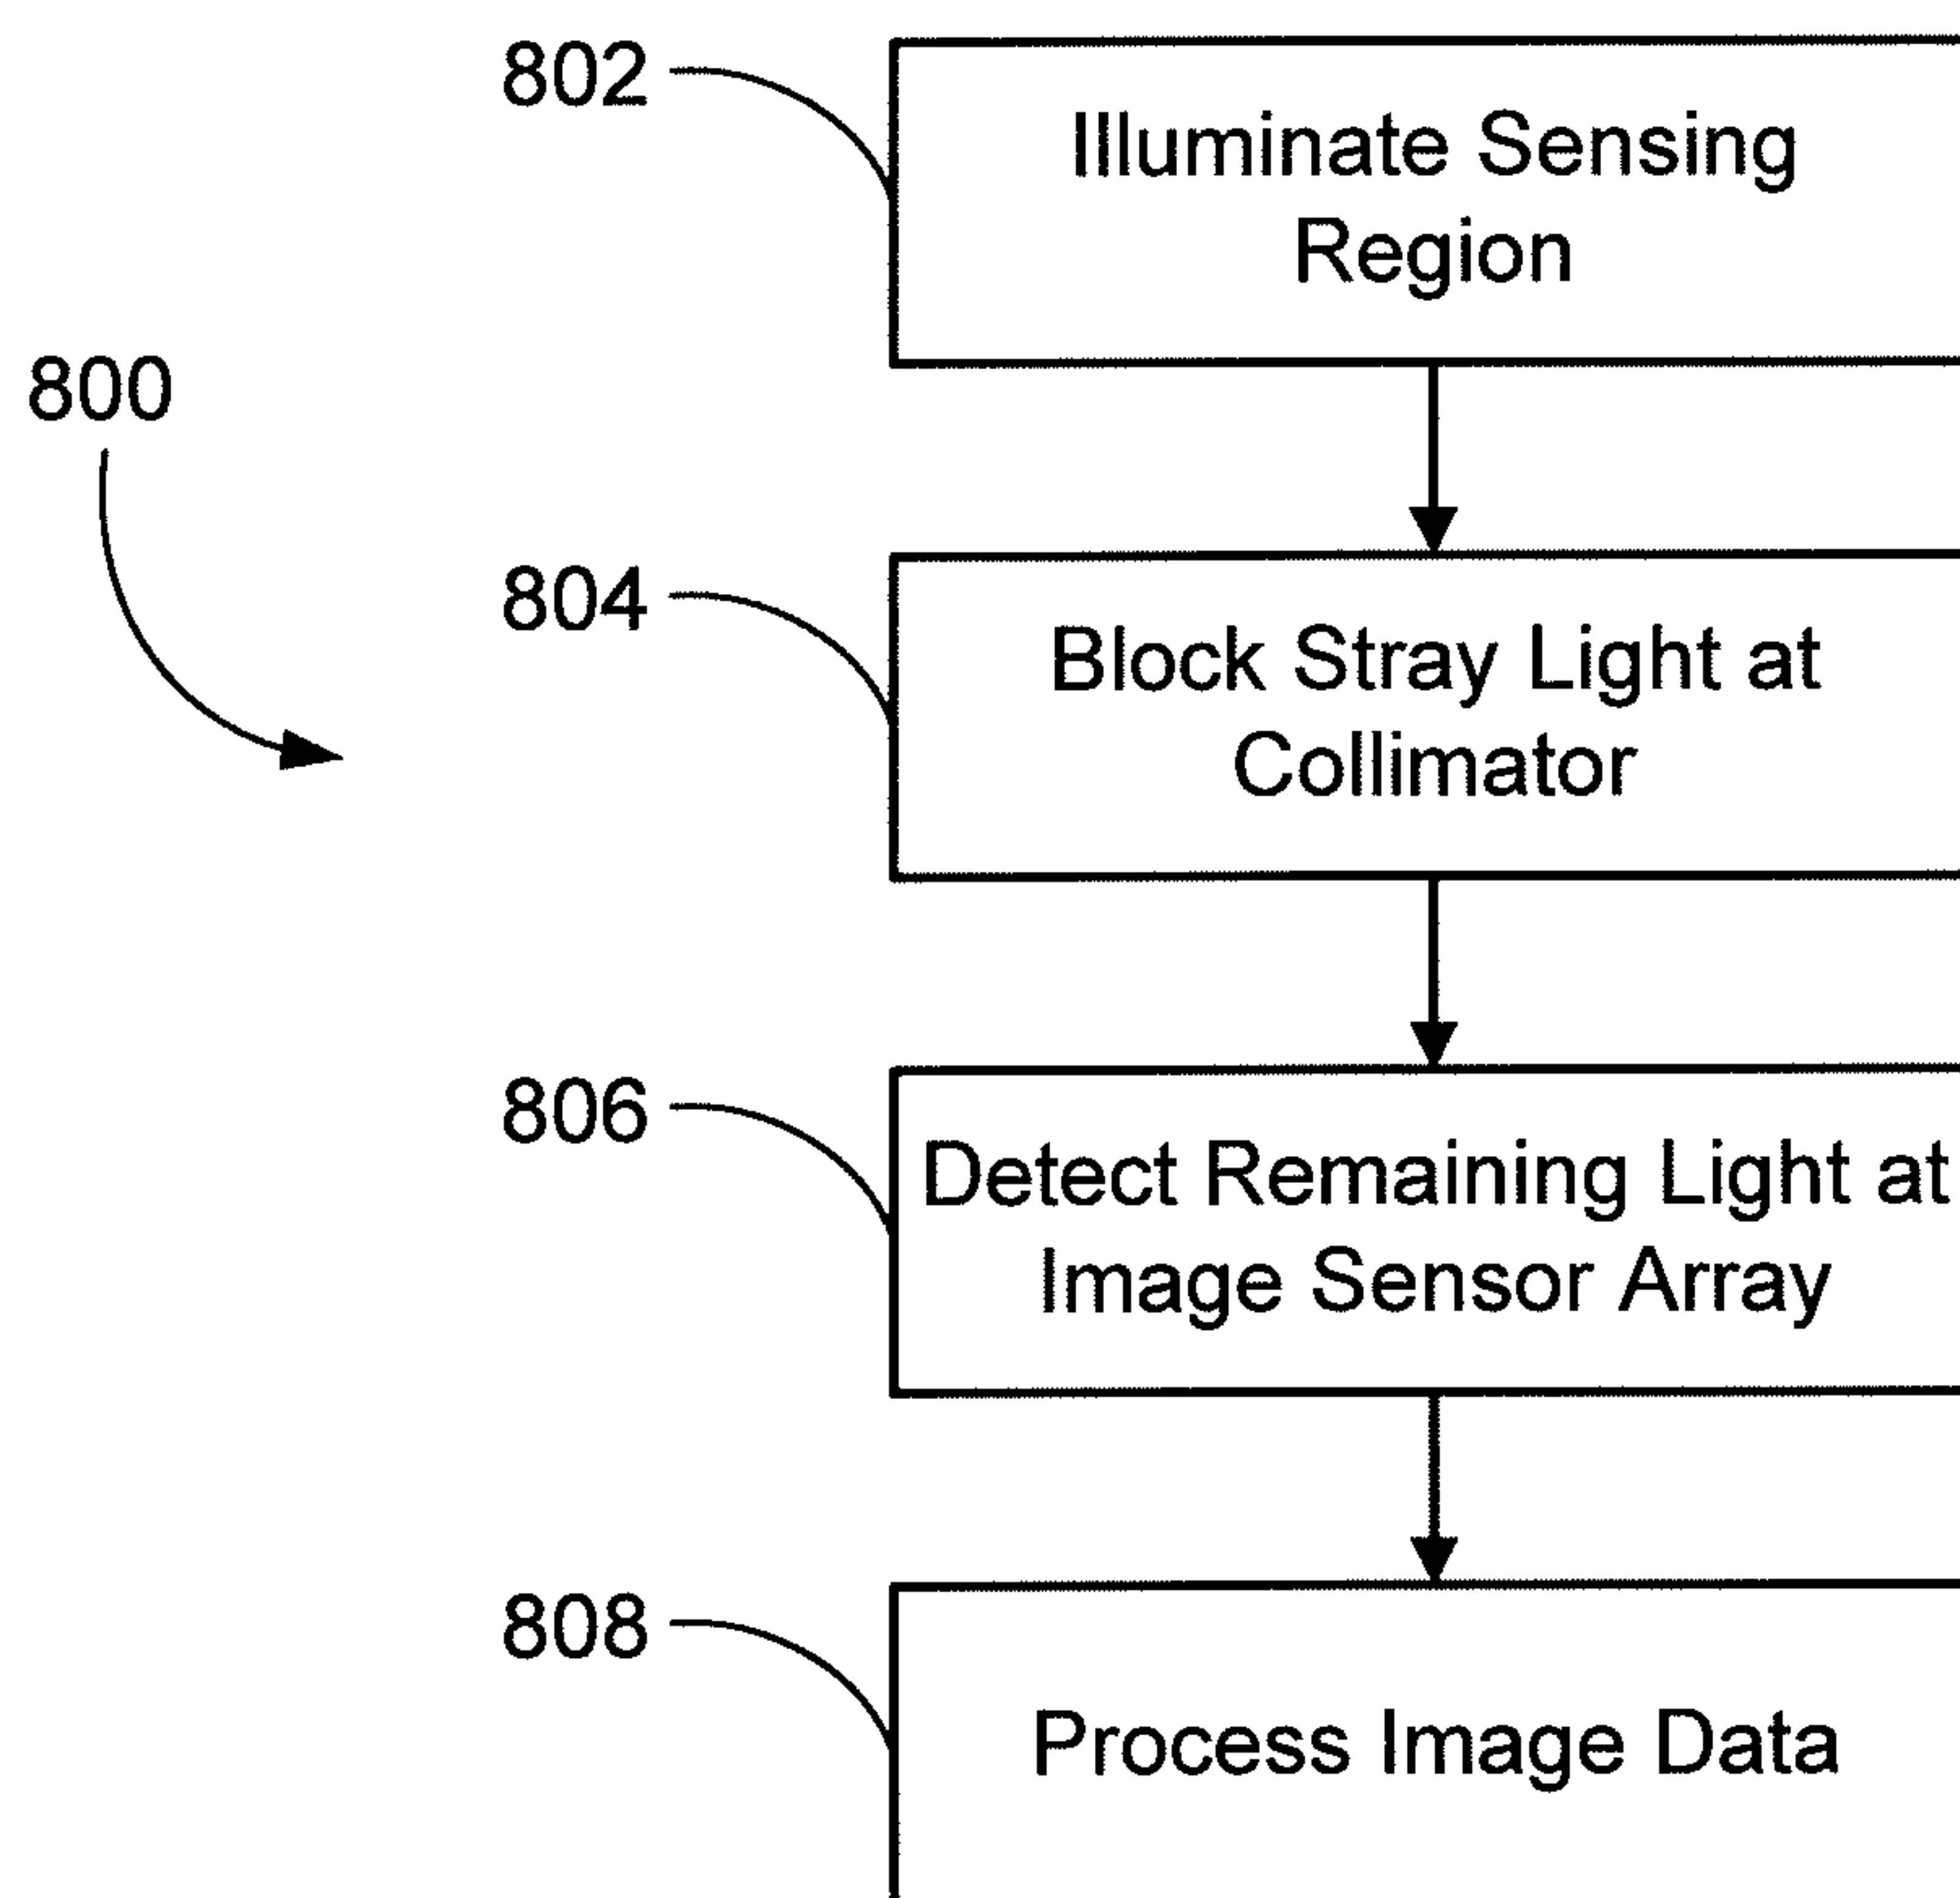 802
Illuminate Sensing
Region
800
804
Block Stray Light at
Collimator
806
Detect Remaining Light at
Image Sensor Array
808
Process Image Data